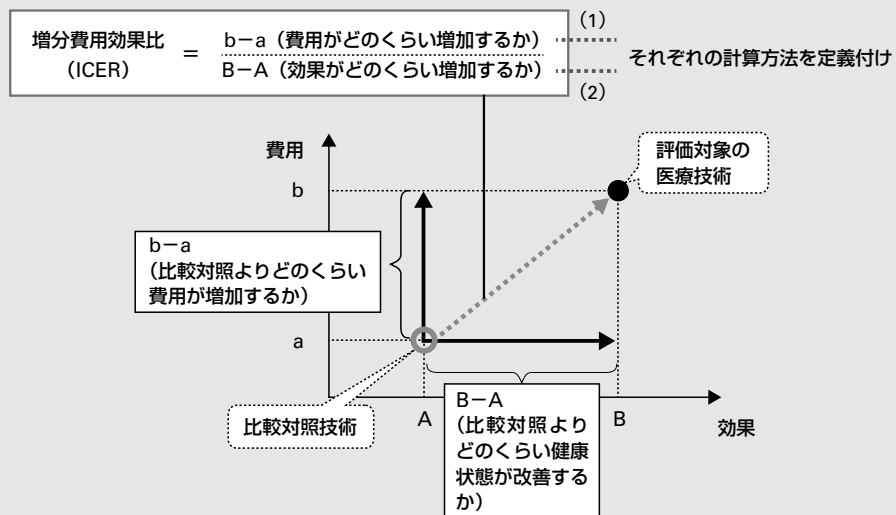 増分費用効果比
(ICER)
=
b−a(費用がどのくらい増加するか)
B−A(効果がどのくらい増加するか)
(1)
(2)
それぞれの計算方法を定義付け
費用
b
評価対象の
医療技術
b−a
(比較対照よりどのくらい
費用が増加するか)
a
比較対照技術
A
B−A
(比較対照より
どのくらい健康
状態が改善する
か)
B
効果